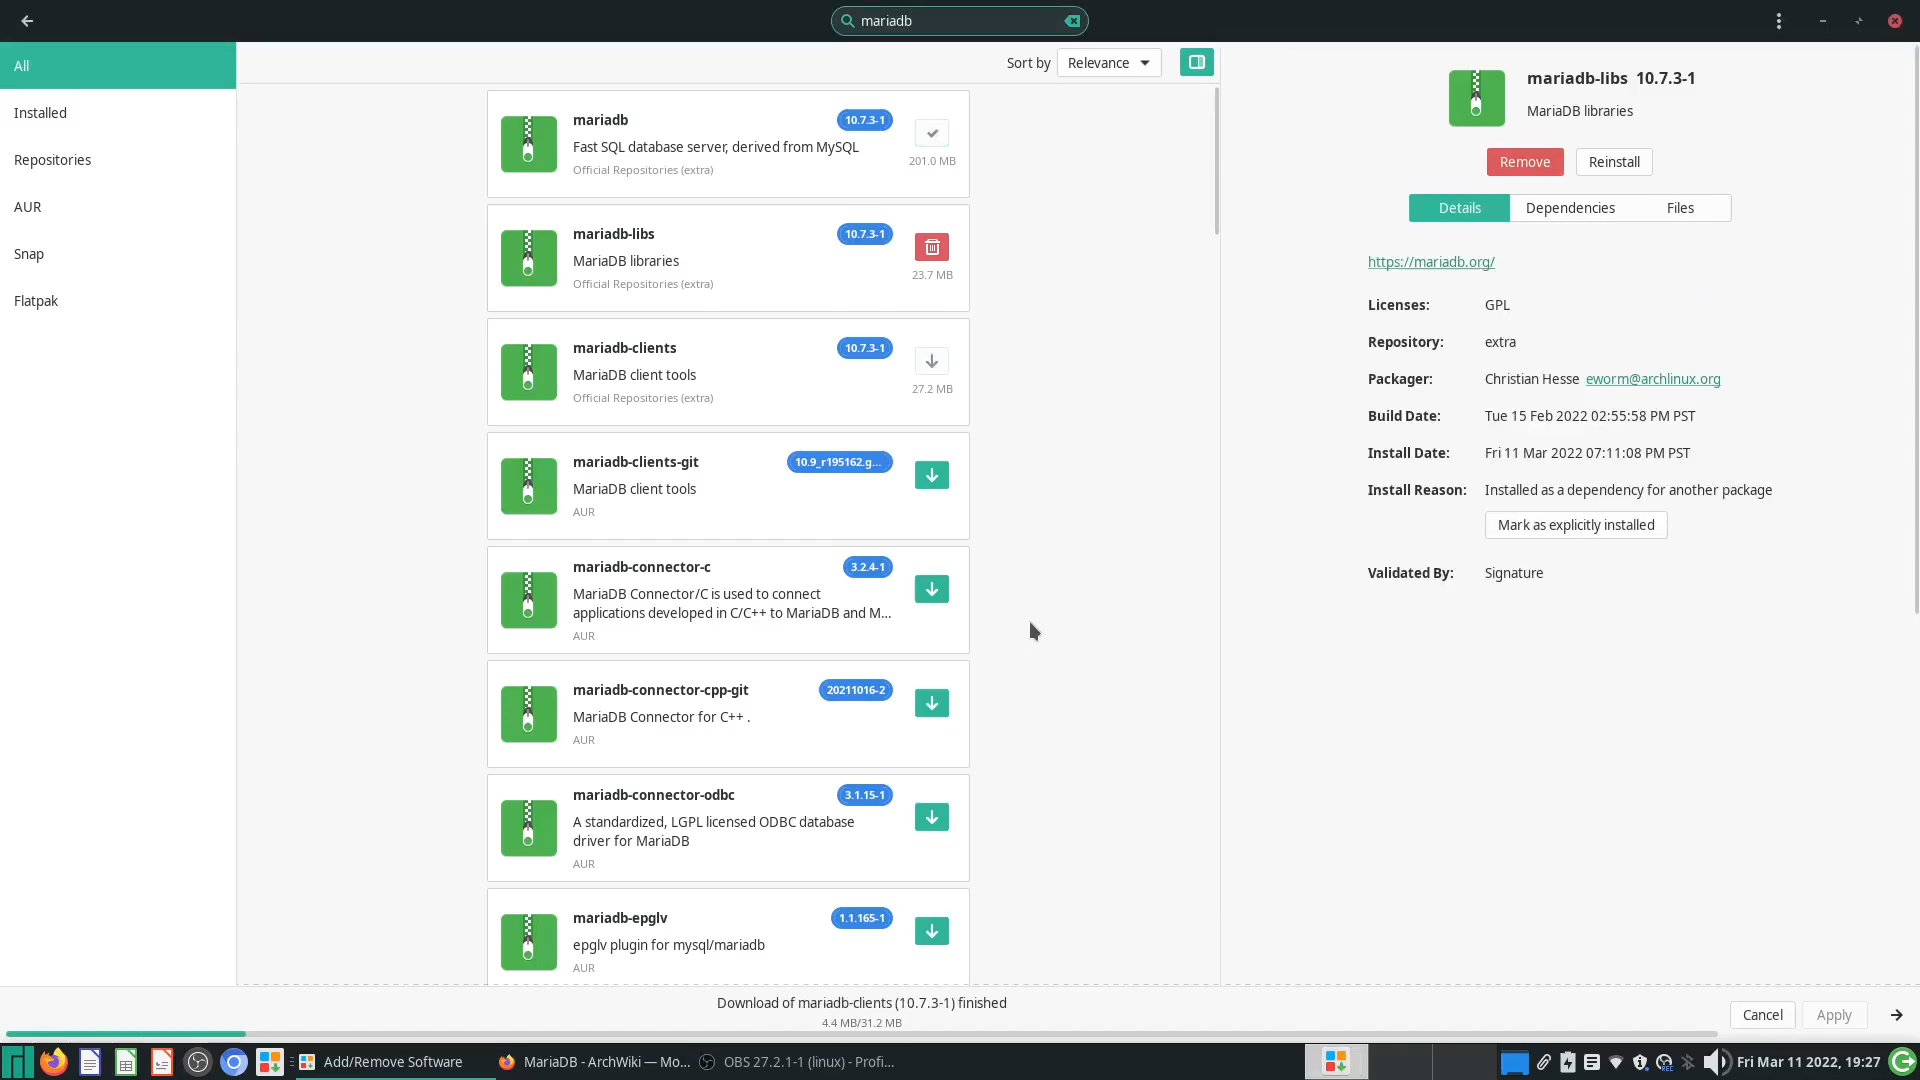 mariadb
All
Installed
Repositories
AUR
Snap
Flatpak
Sort by Relevance
mariadb 10.7.3-1
Fast SQL database server, derived from MySQL
Official Repositories (extra)
201.0 MB
mariadb-libs 10.7.3-1
MariaDB libraries
Official Repositories (extra)
23.7 MB
mariadb-clients 10.7.3-1
MariaDB client tools
Official Repositories (extra)
27.2 MB
mariadb-clients-git 10.9_r195162.g...
MariaDB client tools
AUR
mariadb-connector-c 3.2.4-1
MariaDB Connector/C is used to connect
applications developed in C/C++ to MariaDB and M...
AUR
mariadb-connector-cpp-git 20211016-2
MariaDB Connector for C++ .
AUR
mariadb-connector-odbc 3.1.15-1
A standardized, LGPL licensed ODBC database
driver for MariaDB
AUR
mariadb-epglv 1.1.165-1
epglv plugin for mysql/mariadb
AUR
mariadb-libs 10.7.3-1
MariaDB libraries
Remove Reinstall
Details Dependencies Files
https://mariadb.org/
Licenses: GPL
Repository: extra
Packager: Christian Hesse eworm@archlinux.org
Build Date: Tue 15 Feb 2022 02:55:58 PM PST
Install Date: Fri 11 Mar 2022 07:11:08 PM PST
Install Reason: Installed as a dependency for another package
Mark as explicitly installed
Validated By: Signature
Download of mariadb-clients (10.7.3-1) finished
4.4 MB/31.2 MB
Cancel Apply
Add/Remove Software
MariaDB - ArchWiki — Mo...
OBS 27.2.1-1 (linux) - Profi...
REC
Fri Mar 11 2022, 19:27